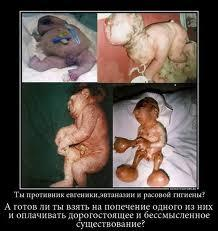 Ты противник евгеники,эвтаназии и расовой гигиены?
А готов ли ты взять на попечение одного из них
и оплачивать дорогостоящее и бессмысленное
существование?